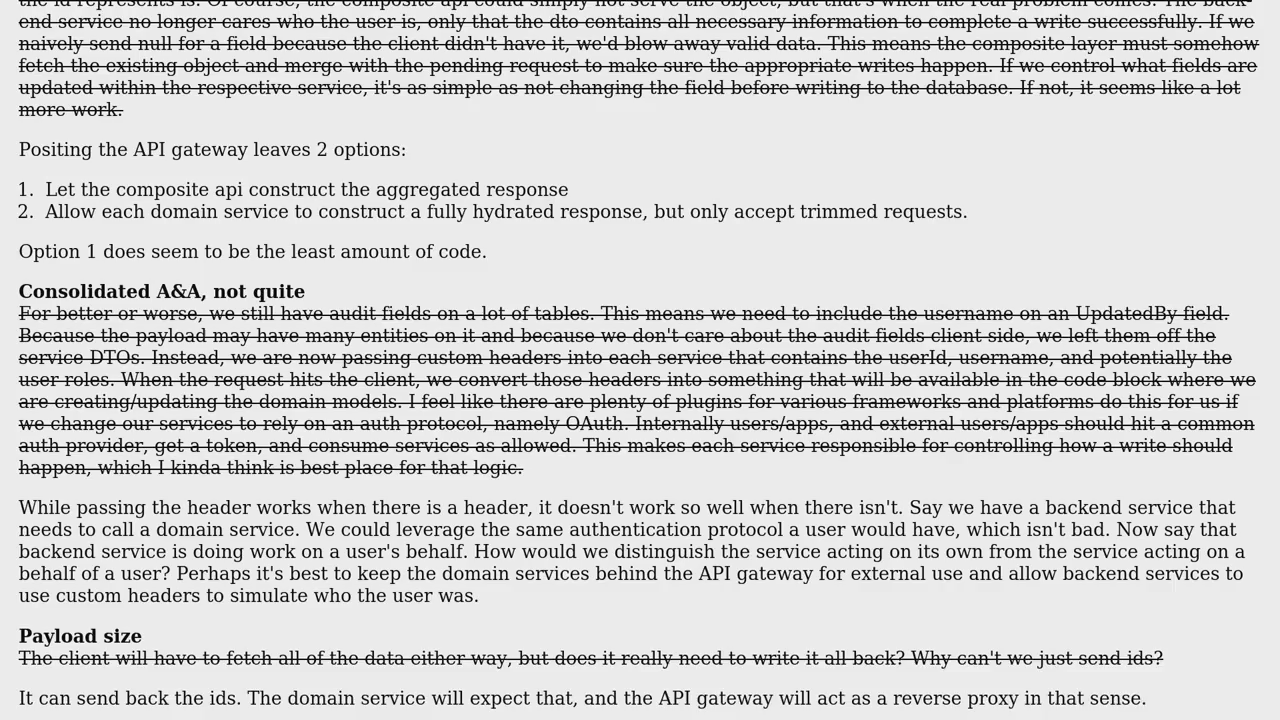 the id represents is. Of course, the composite api could simply not serve the object, but that's when the real problem comes. The back-
end service no longer cares who the user is, only that the dto contains all necessary information to complete a write successfully. If we
naively send null for a field because the client didn't have it, we'd blow away valid data. This means the composite layer must somehow
fetch the existing object and merge with the pending request to make sure the appropriate writes happen. If we control what fields are
updated within the respective service, it's as simple as not changing the field before writing to the database. If not, it seems like a lot
more work.
Positing the API gateway leaves 2 options:
1. Let the composite api construct the aggregated response
2. Allow each domain service to construct a fully hydrated response, but only accept trimmed requests.
Option 1 does seem to be the least amount of code.
Consolidated A&A, not quite
For better or worse, we still have audit fields on a lot of tables. This means we need to include the username on an UpdatedBy field.
Because the payload may have many entities on it and because we don't care about the audit fields client side, we left them off the
service DTOs. Instead, we are now passing custom headers into each service that contains the userId, username, and potentially the
user roles. When the request hits the client, we convert those headers into something that will be available in the code block where we
are creating/updating the domain models. I feel like there are plenty of plugins for various frameworks and platforms do this for us if
we change our services to rely on an auth protocol, namely OAuth. Internally users/apps, and external users/apps should hit a common
auth provider, get a token, and consume services as allowed. This makes each service responsible for controlling how a write should
happen, which I kinda think is best place for that logic.
While passing the header works when there is a header, it doesn't work so well when there isn't. Say we have a backend service that
needs to call a domain service. We could leverage the same authentication protocol a user would have, which isn't bad. Now say that
backend service is doing work on a user's behalf. How would we distinguish the service acting on its own from the service acting on a
behalf of a user? Perhaps it's best to keep the domain services behind the API gateway for external use and allow backend services to
use custom headers to simulate who the user was.
Payload size
The client will have to fetch all of the data either way, but does it really need to write it all back? Why can't we just send ids?
It can send back the ids. The domain service will expect that, and the API gateway will act as a reverse proxy in that sense.